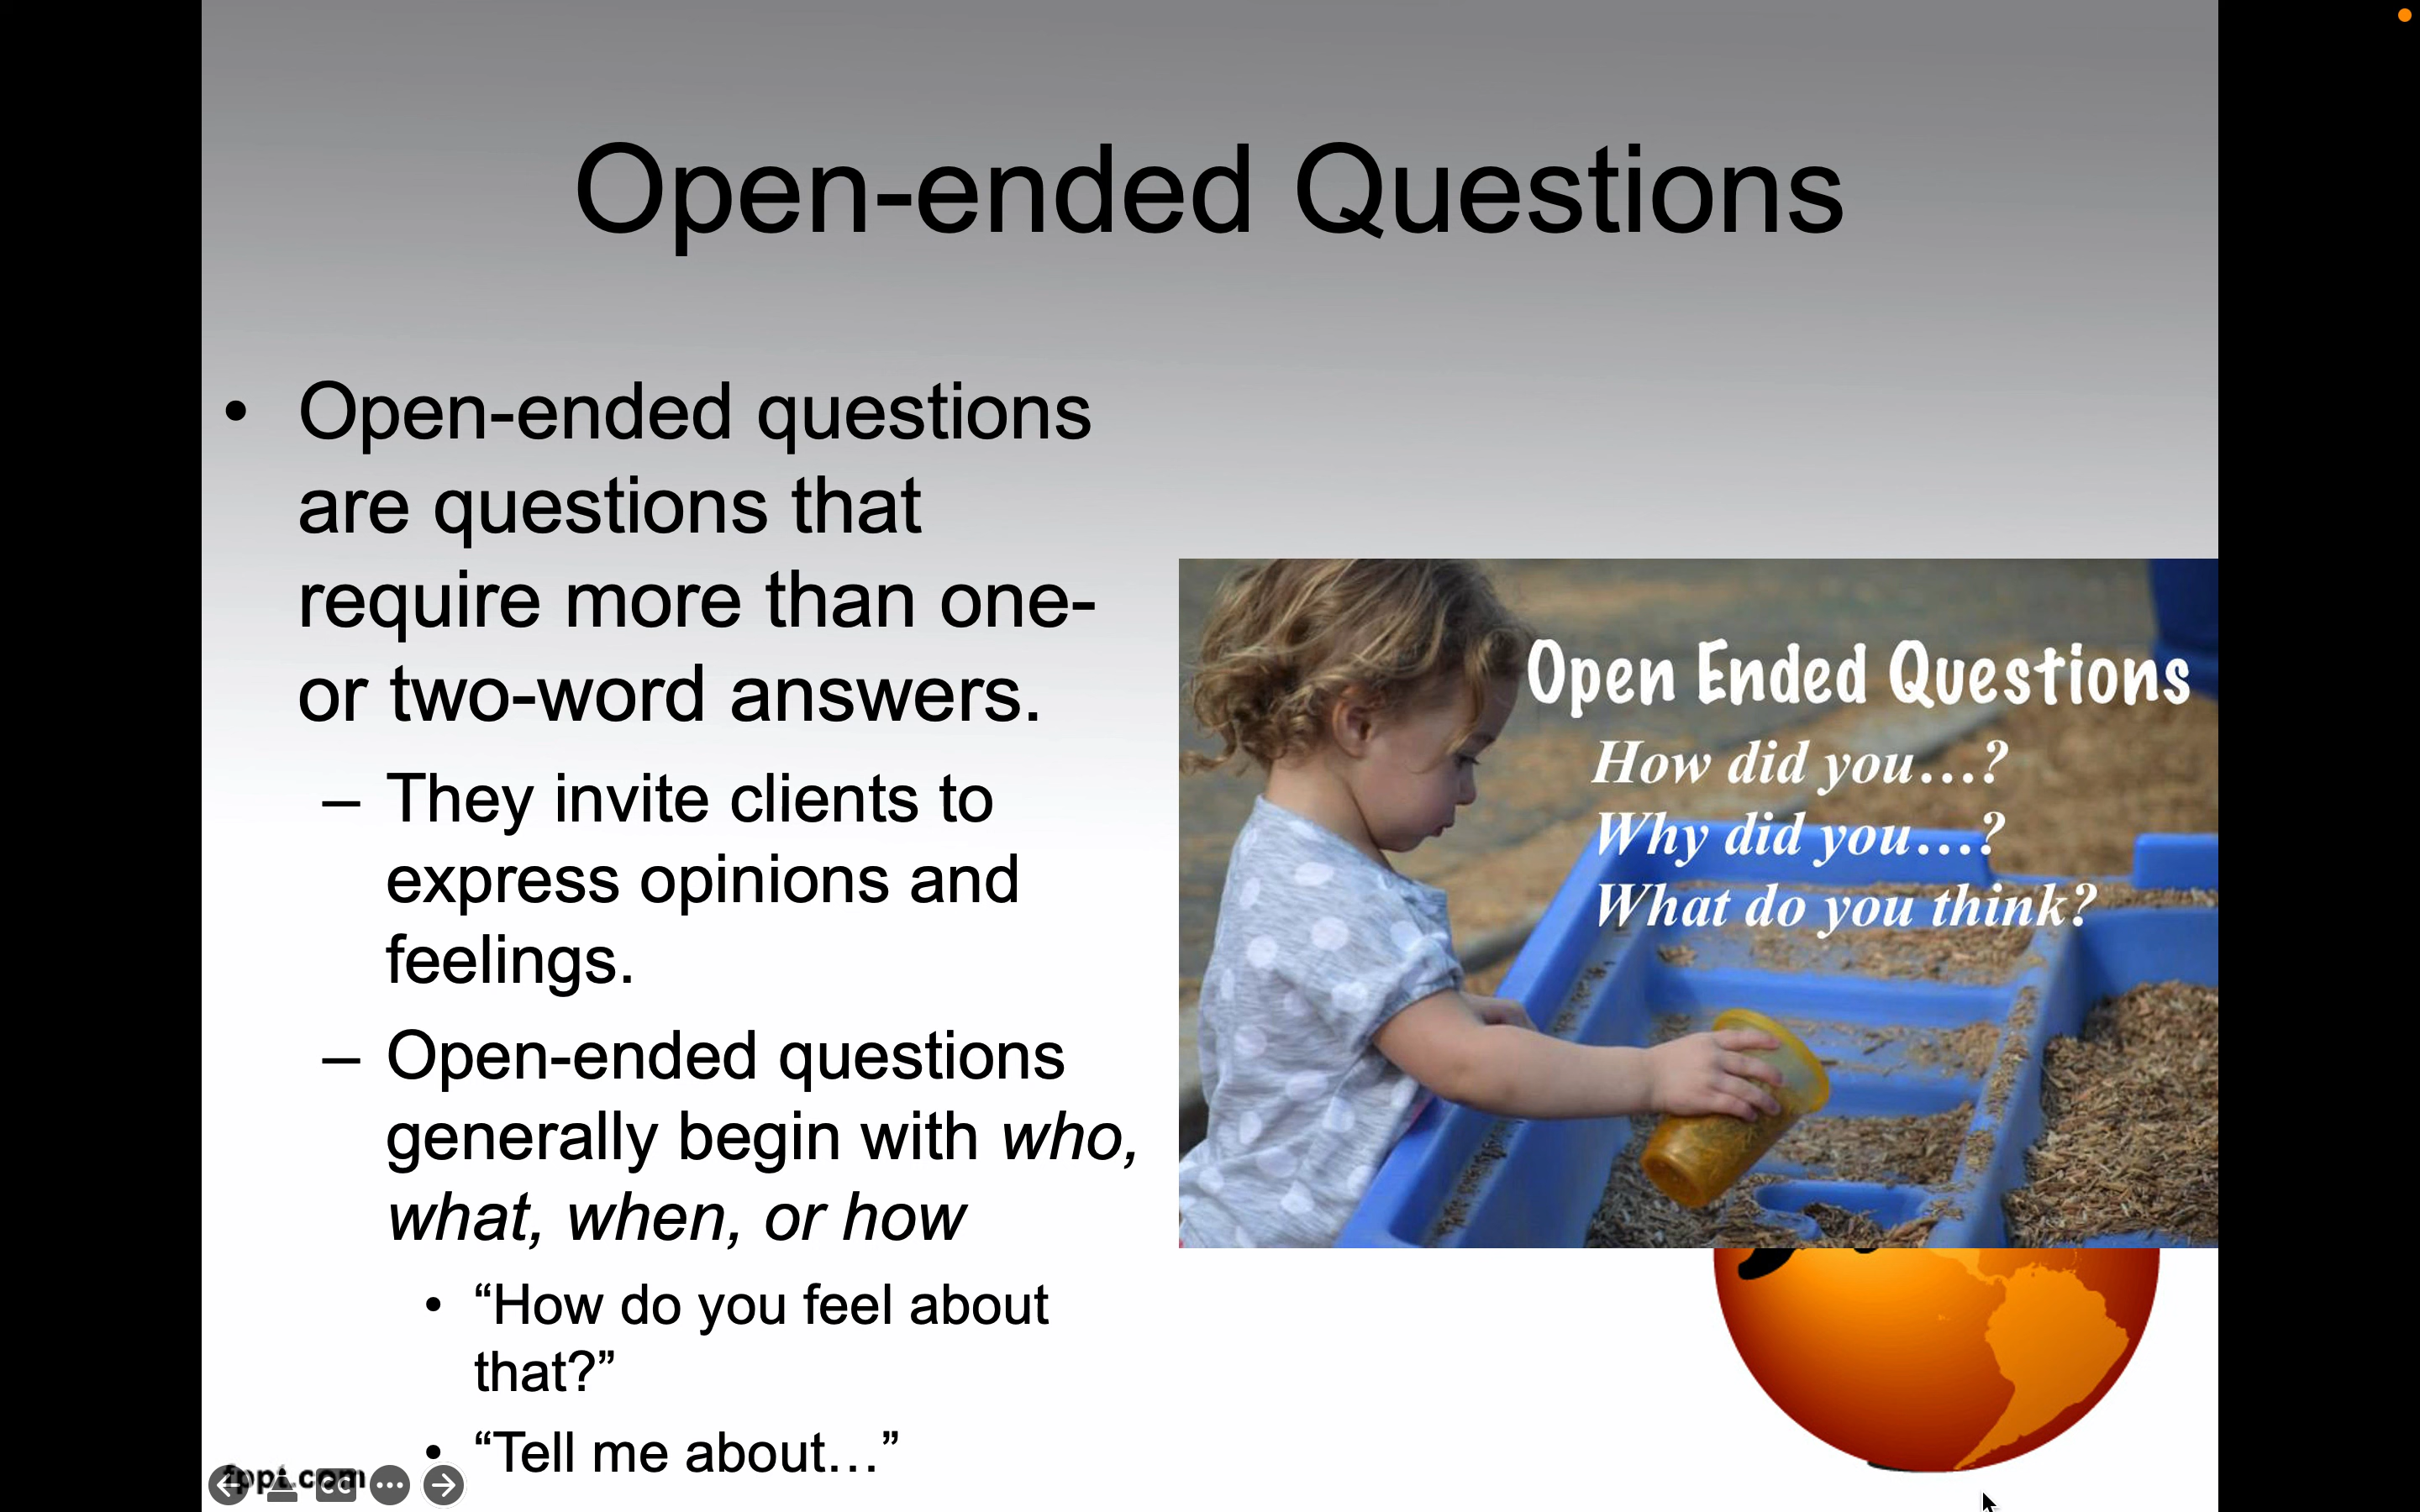 Open-ended Questions
• Open-ended questions
are questions that
require more than one-
or two-word answers.
– They invite clients to
express opinions and
feelings.
– Open-ended questions
generally begin with who,
what, when, or how
• “How do you feel about
that?”
• “Tell me about…”
Open Ended Questions
How did you…?
Why did you…?
What do you think?
fppt.com
CC